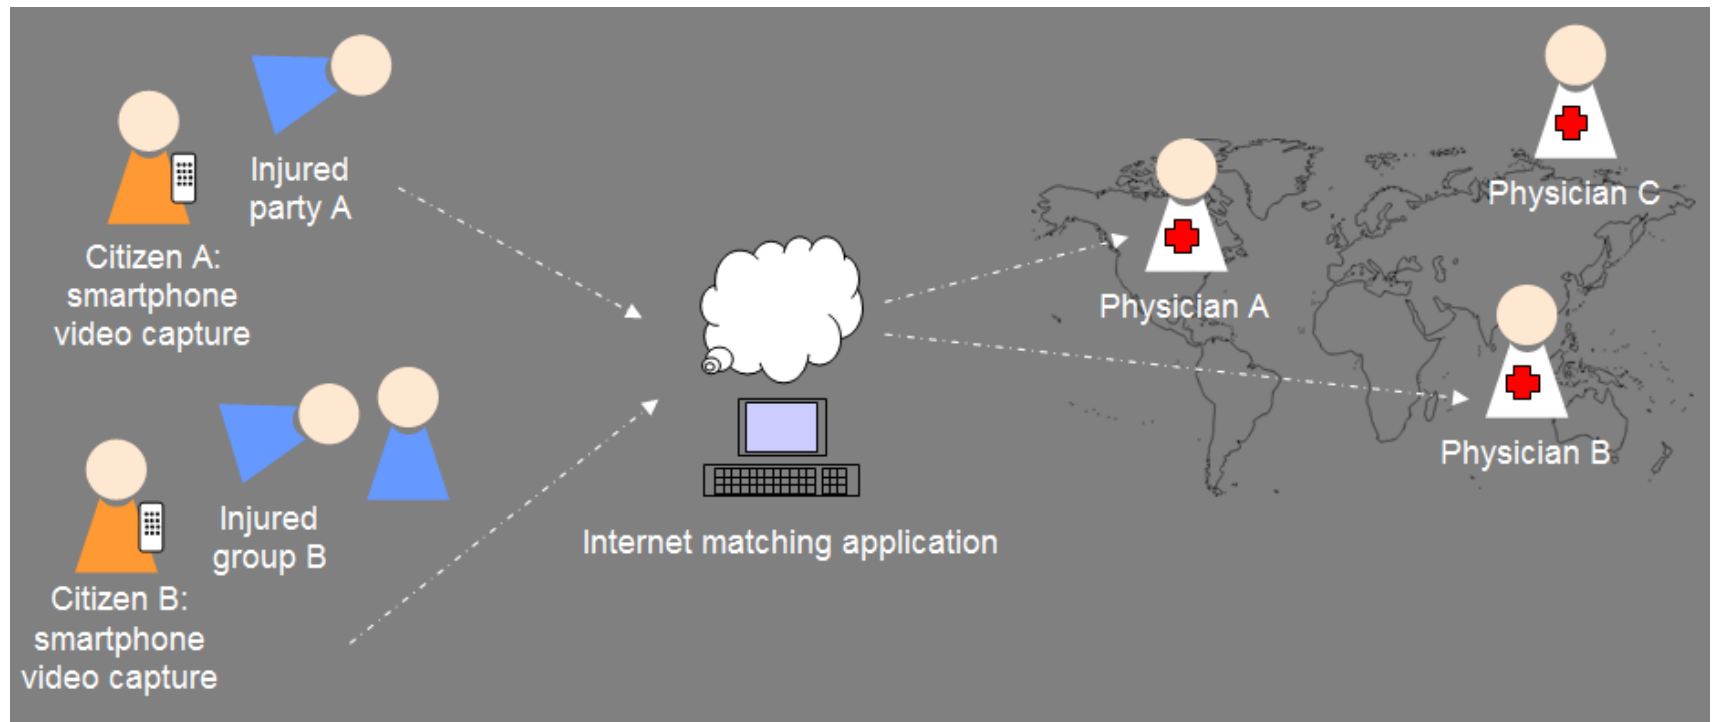 Injured
party A
Citizen A:
smartphone
video capture
Injured
group B
Citizen B:
smartphone
video capture
Internet matching application
Physician A
Physician B
Physician C